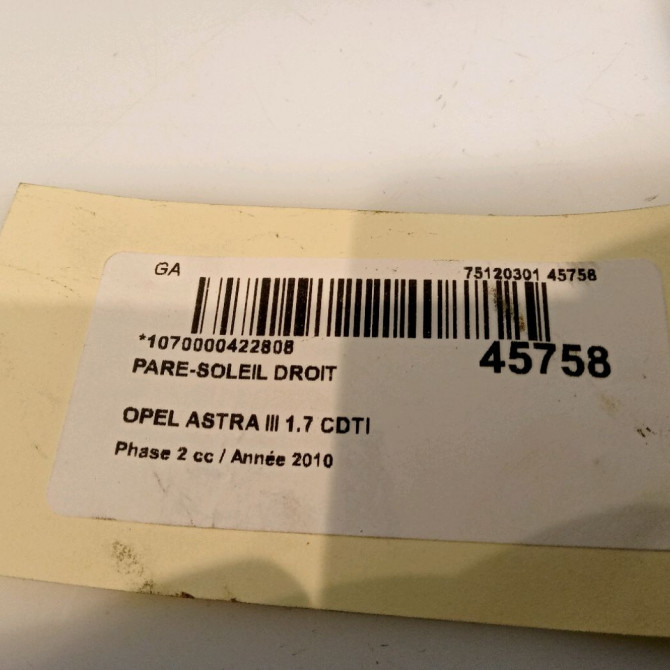 GA 75120301 45758
*1070000422808 45758
PARE-SOLEIL DROIT
OPEL ASTRA III 1.7 CDTI
Phase 2 cc / Année 2010